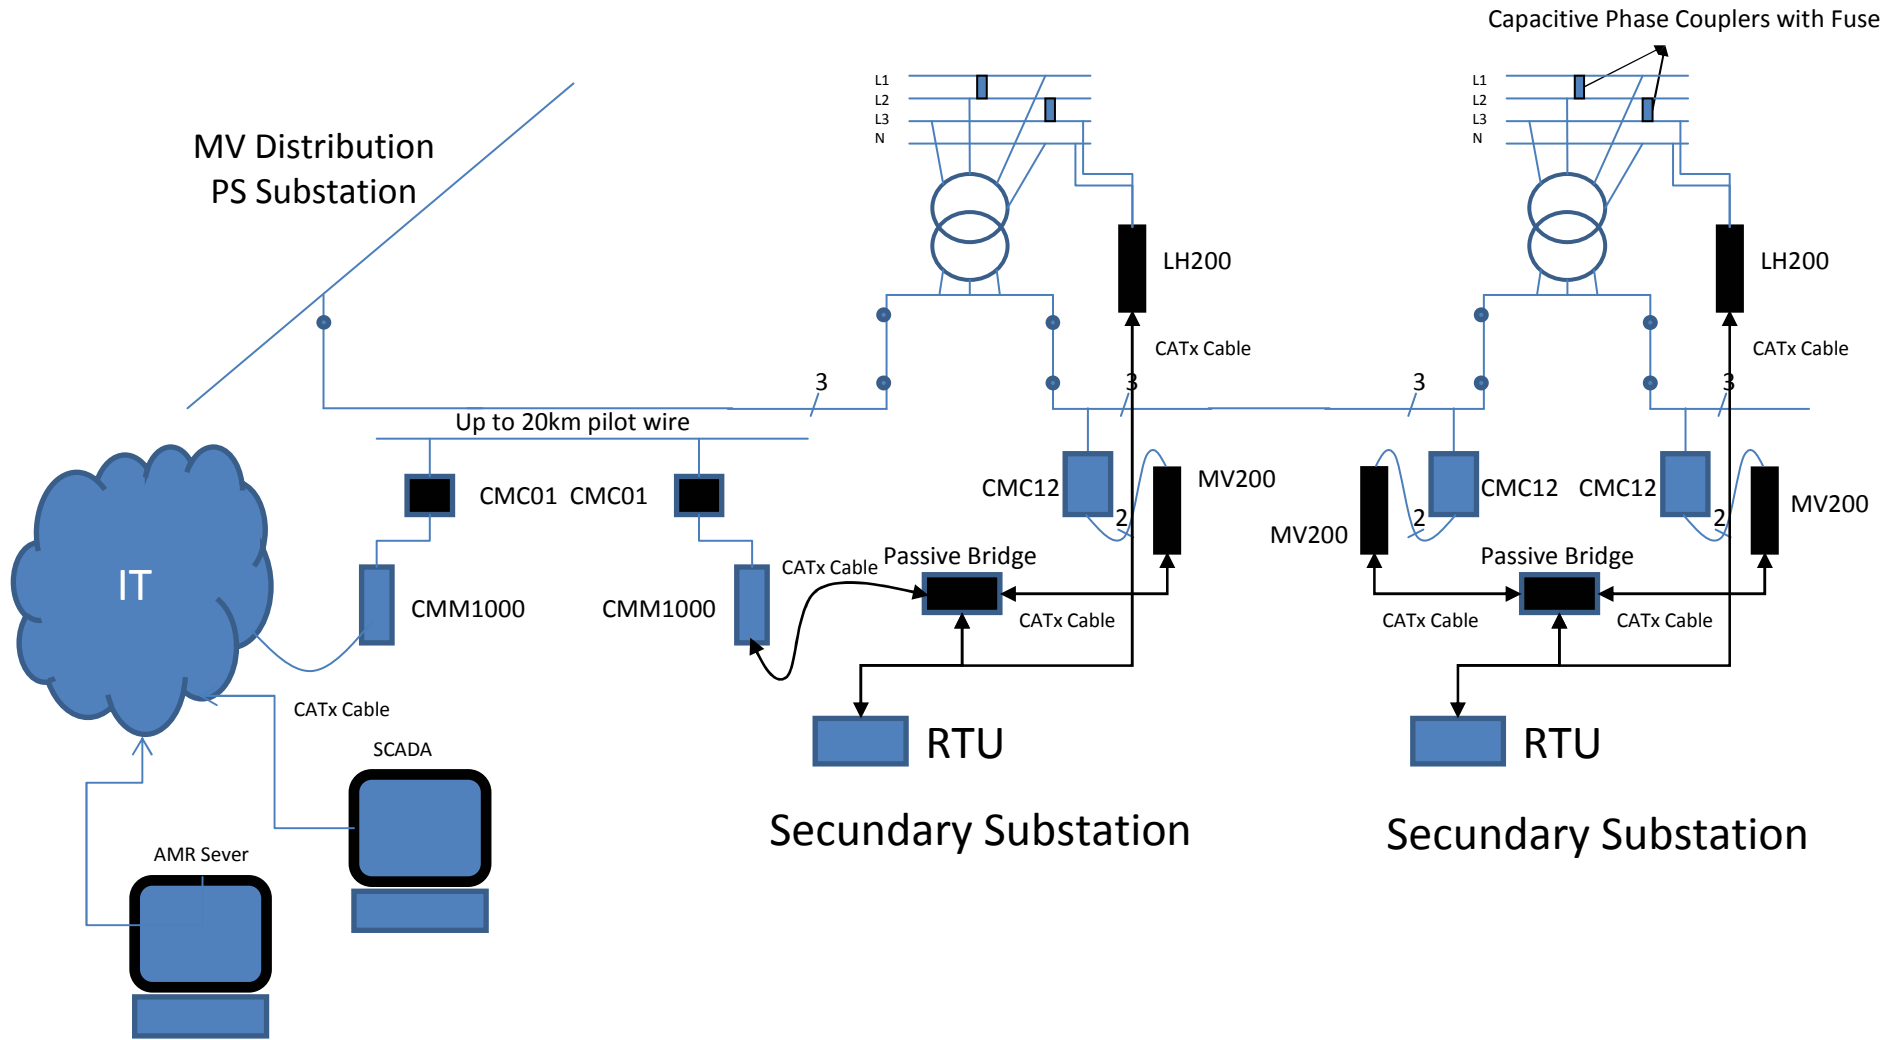 Capacitive Phase Couplers with Fuse
L1
L2
L3
N
L1
L2
L3
N
MV Distribution
PS Substation
LH200
LH200
CATx Cable
CATx Cable
3
3
3
3
Up to 20km pilot wire
CMC01
CMC01
CMC12
MV200
CMC12
CMC12
MV200
2
2
2
MV200
Passive Bridge
Passive Bridge
CATx Cable
IT
CMM1000
CMM1000
CATx Cable
CATx Cable
CATx Cable
CATx Cable
SCADA
RTU
RTU
Secundary Substation
Secundary Substation
AMR Sever